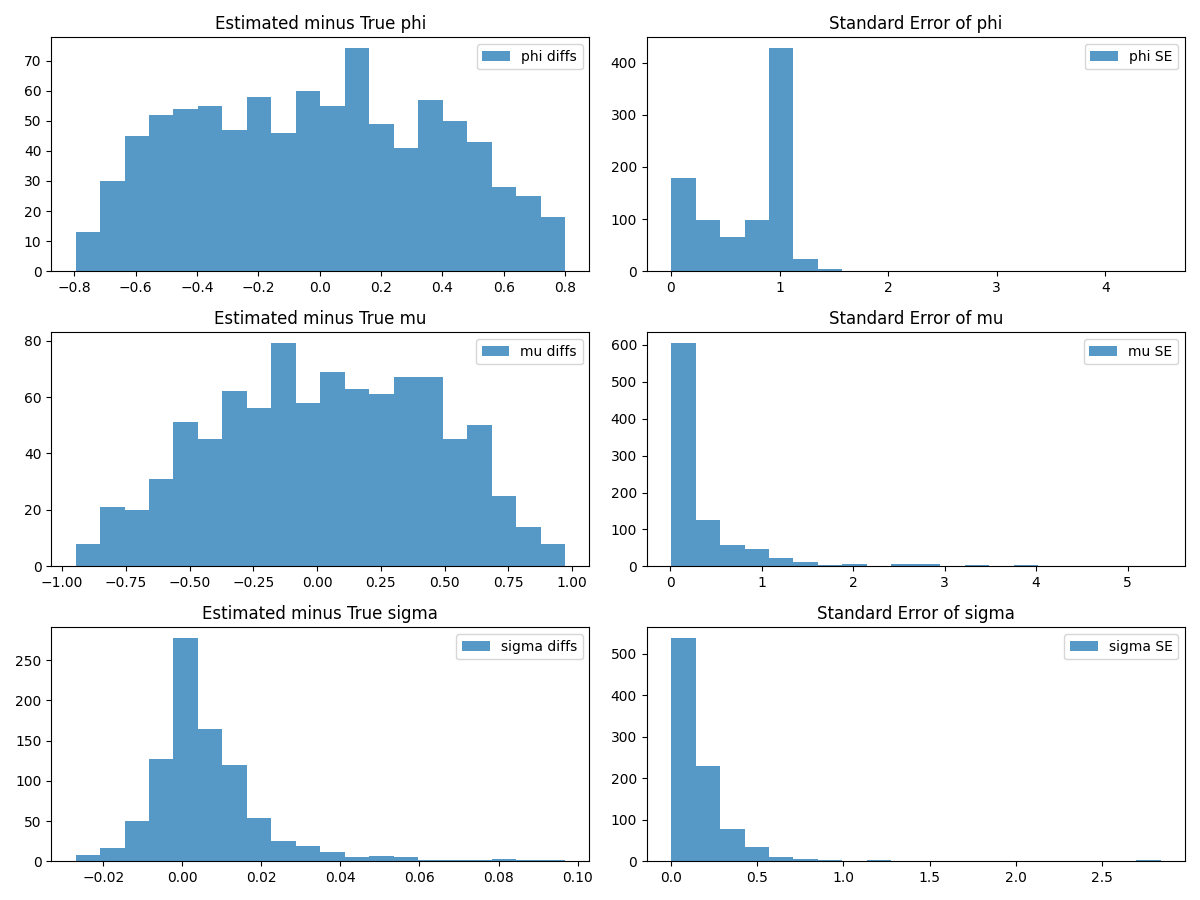 Estimated minus True phi
phi diffs
70
60
50
40
30
20
10
0
−0.8 −0.6 −0.4 −0.2 0.0 0.2 0.4 0.6 0.8
Standard Error of phi
phi SE
400
300
200
100
0
0 1 2 3 4
Estimated minus True mu
mu diffs
80
60
40
20
0
−1.00 −0.75 −0.50 −0.25 0.00 0.25 0.50 0.75 1.00
Standard Error of mu
mu SE
600
500
400
300
200
100
0
0 1 2 3 4 5
Estimated minus True sigma
sigma diffs
250
200
150
100
50
0
−0.02 0.00 0.02 0.04 0.06 0.08 0.10
Standard Error of sigma
sigma SE
500
400
300
200
100
0
0.0 0.5 1.0 1.5 2.0 2.5